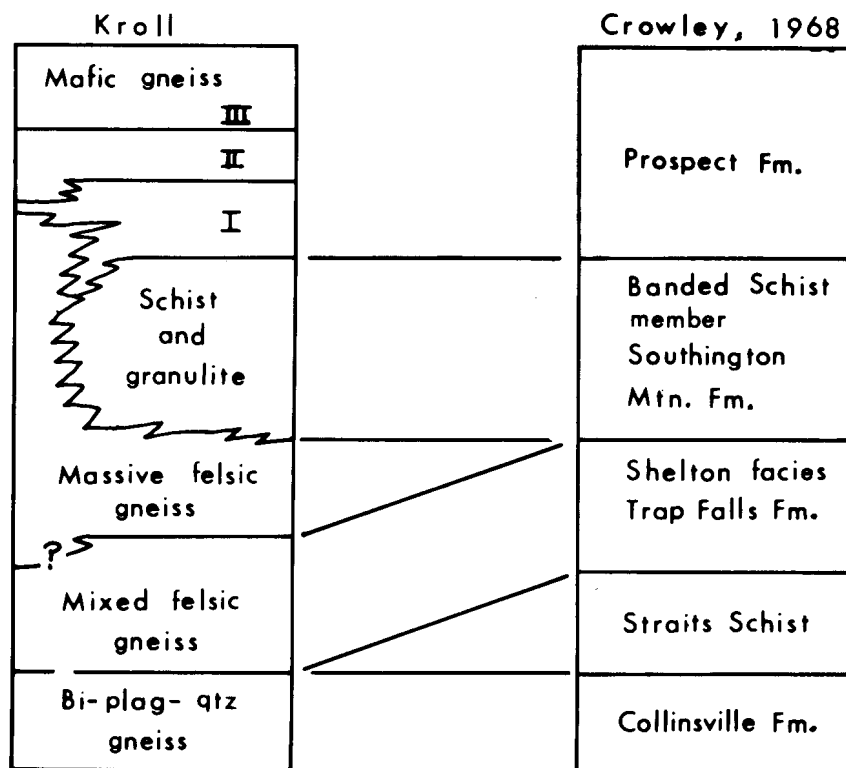 Kroll
Mafic gneiss
III
II
I
Schist
and
granulite
Massive felsic
gneiss
?
Mixed felsic
gneiss
Bi-plag-qtz
gneiss
Crowley, 1968
Prospect Fm.
Banded Schist
member
Southington
Mtn. Fm.
Shelton facies
Trap Falls Fm.
Straits Schist
Collinsville Fm.